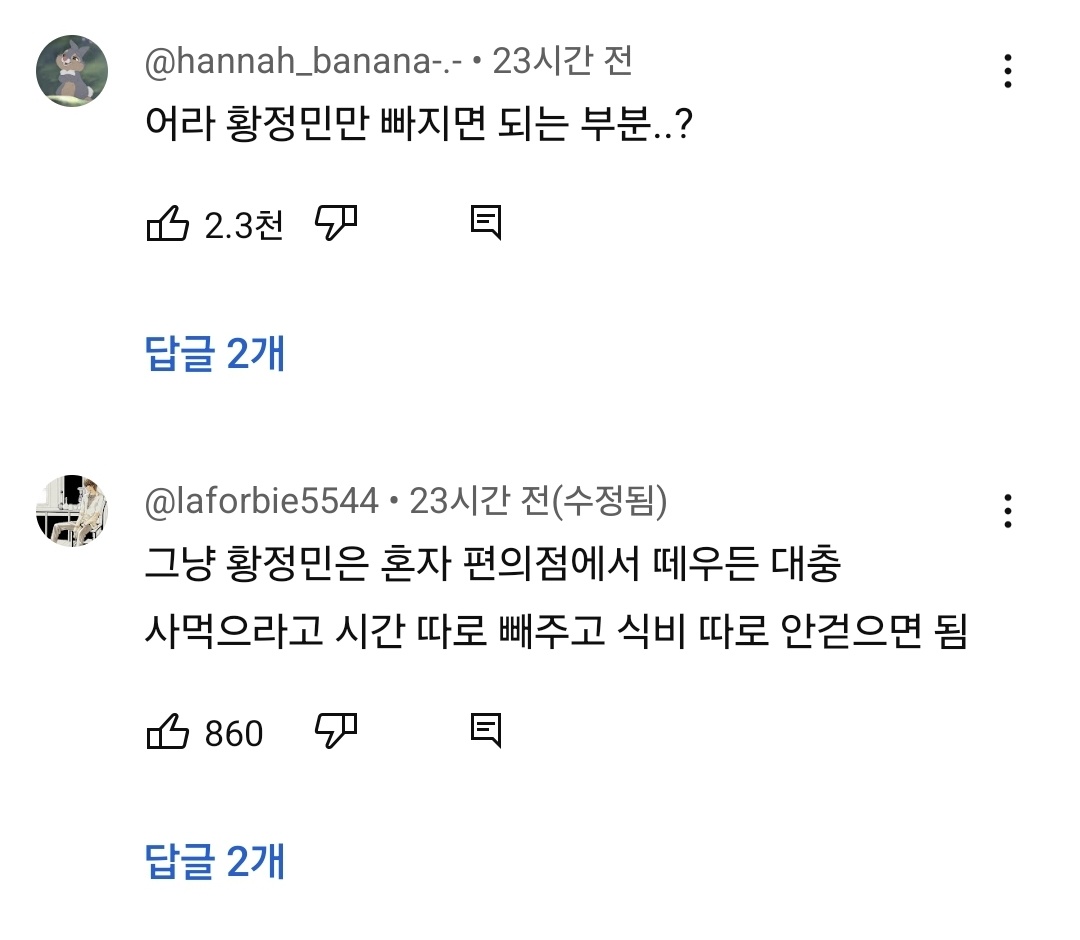 @hannah_banana-.- • 23시간 전
어라 황정민만 빠지면 되는 부분..?
2.3천
답글 2개
@laforbie5544 • 23시간 전(수정됨)
그냥 황정민은 혼자 편의점에서 떼우든 대충
사먹으라고 시간 따로 빼주고 식비 따로 안걷으면 됨
860
답글 2개